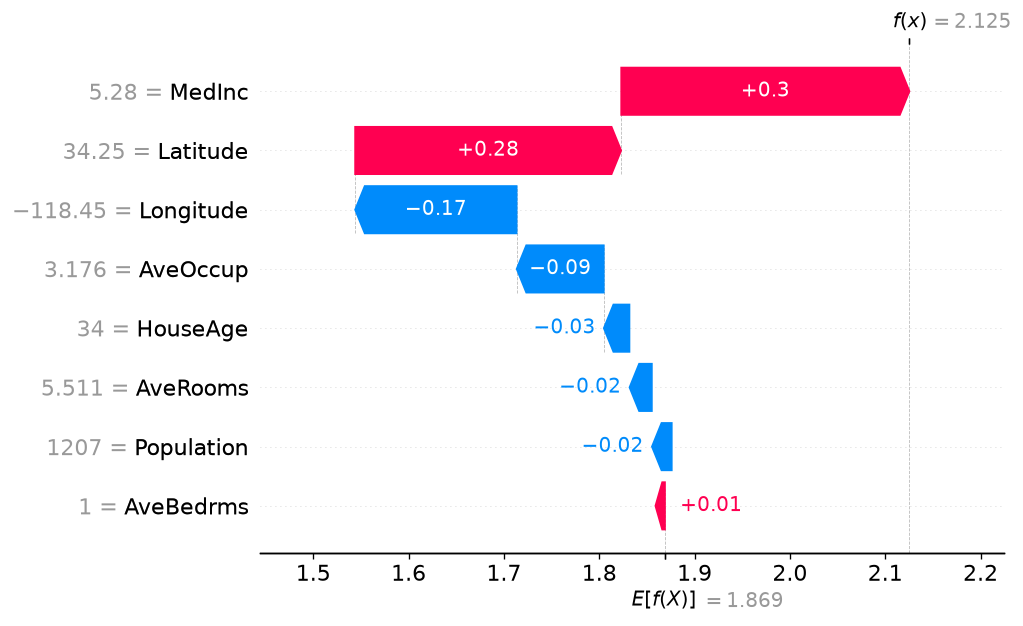 f(x) = 2.125
5.28 = MedInc +0.3
34.25 = Latitude +0.28
−118.45 = Longitude −0.17
3.176 = AveOccup −0.09
34 = HouseAge −0.03
5.511 = AveRooms −0.02
1207 = Population −0.02
1 = AveBedrms +0.01
1.5 1.6 1.7 1.8 1.9 2.0 2.1 2.2
E[f(X)] = 1.869